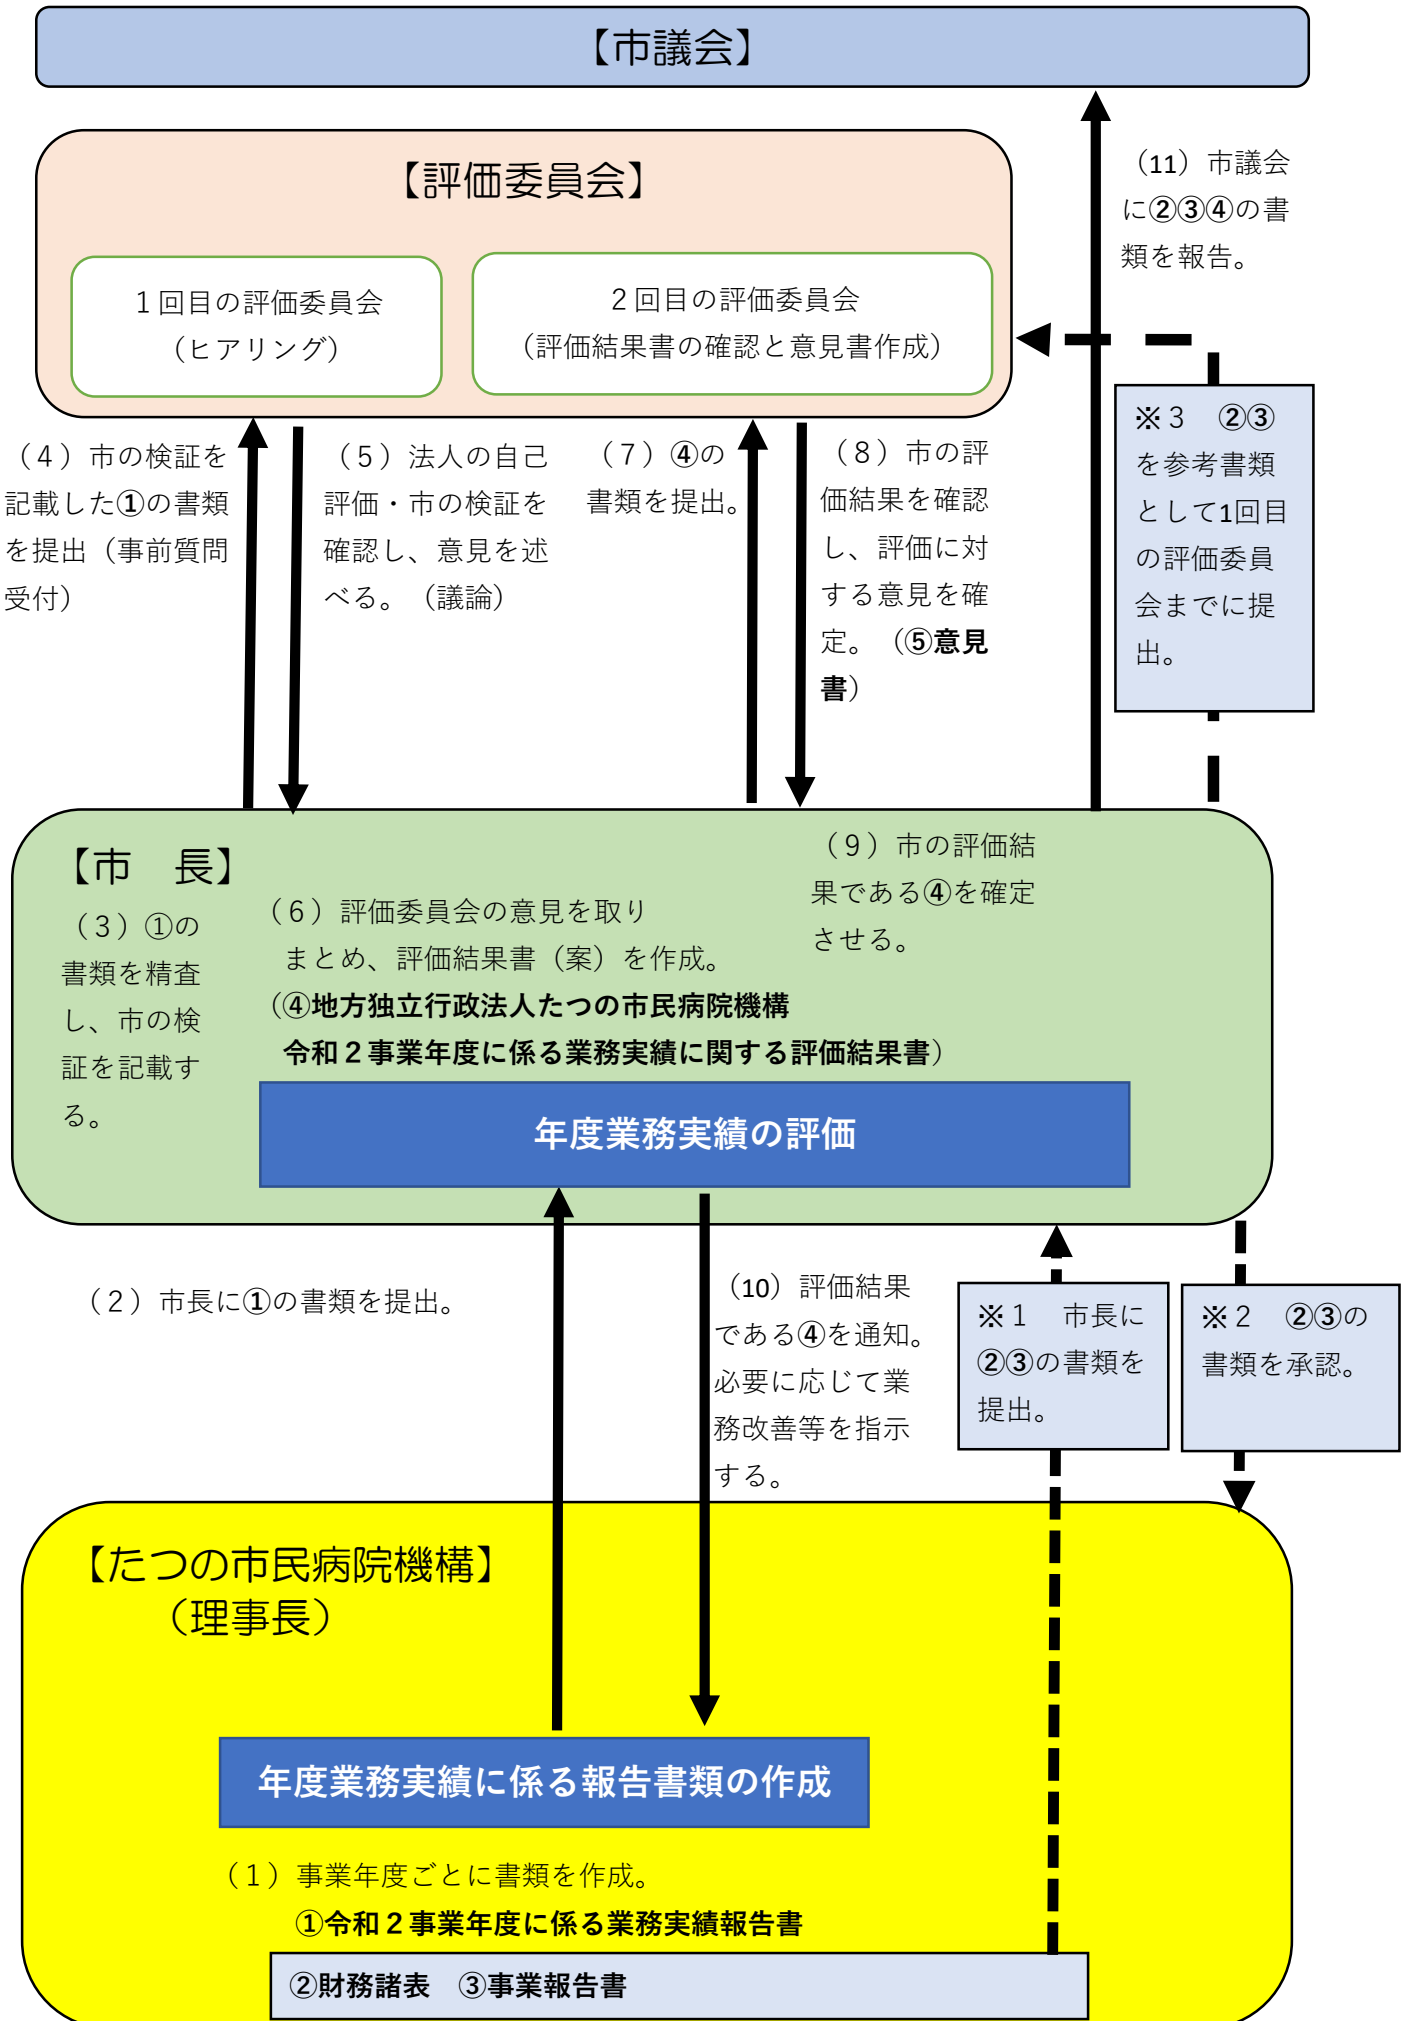 【市議会】
（11）市議会
に②③④の書
類を報告。
【評価委員会】
１回目の評価委員会
（ヒアリング）
２回目の評価委員会
（評価結果書の確認と意見書作成）
※３　②③
を参考書類
として1回目
の評価委員
会までに提
出。
（４）市の検証を
記載した①の書類
を提出（事前質問
受付）
（５）法人の自己
評価・市の検証を
確認し、意見を述
べる。（議論）
（７）④の
書類を提出。
（８）市の評
価結果を確認
し、評価に対
する意見を確
定。（⑤意見
書）
【市　長】
（３）①の
書類を精査
し、市の検
証を記載す
る。
（６）評価委員会の意見を取り
まとめ、評価結果書（案）を作成。
（④地方独立行政法人たつの市民病院機構
令和２事業年度に係る業務実績に関する評価結果書）
（９）市の評価結
果である④を確定
させる。
年度業務実績の評価
（２）市長に①の書類を提出。
（10）評価結果
である④を通知。
必要に応じて業
務改善等を指示
する。
※１　市長に
②③の書類を
提出。
※２　②③の
書類を承認。
【たつの市民病院機構】
（理事長）
年度業務実績に係る報告書類の作成
（１）事業年度ごとに書類を作成。
①令和２事業年度に係る業務実績報告書
②財務諸表　③事業報告書